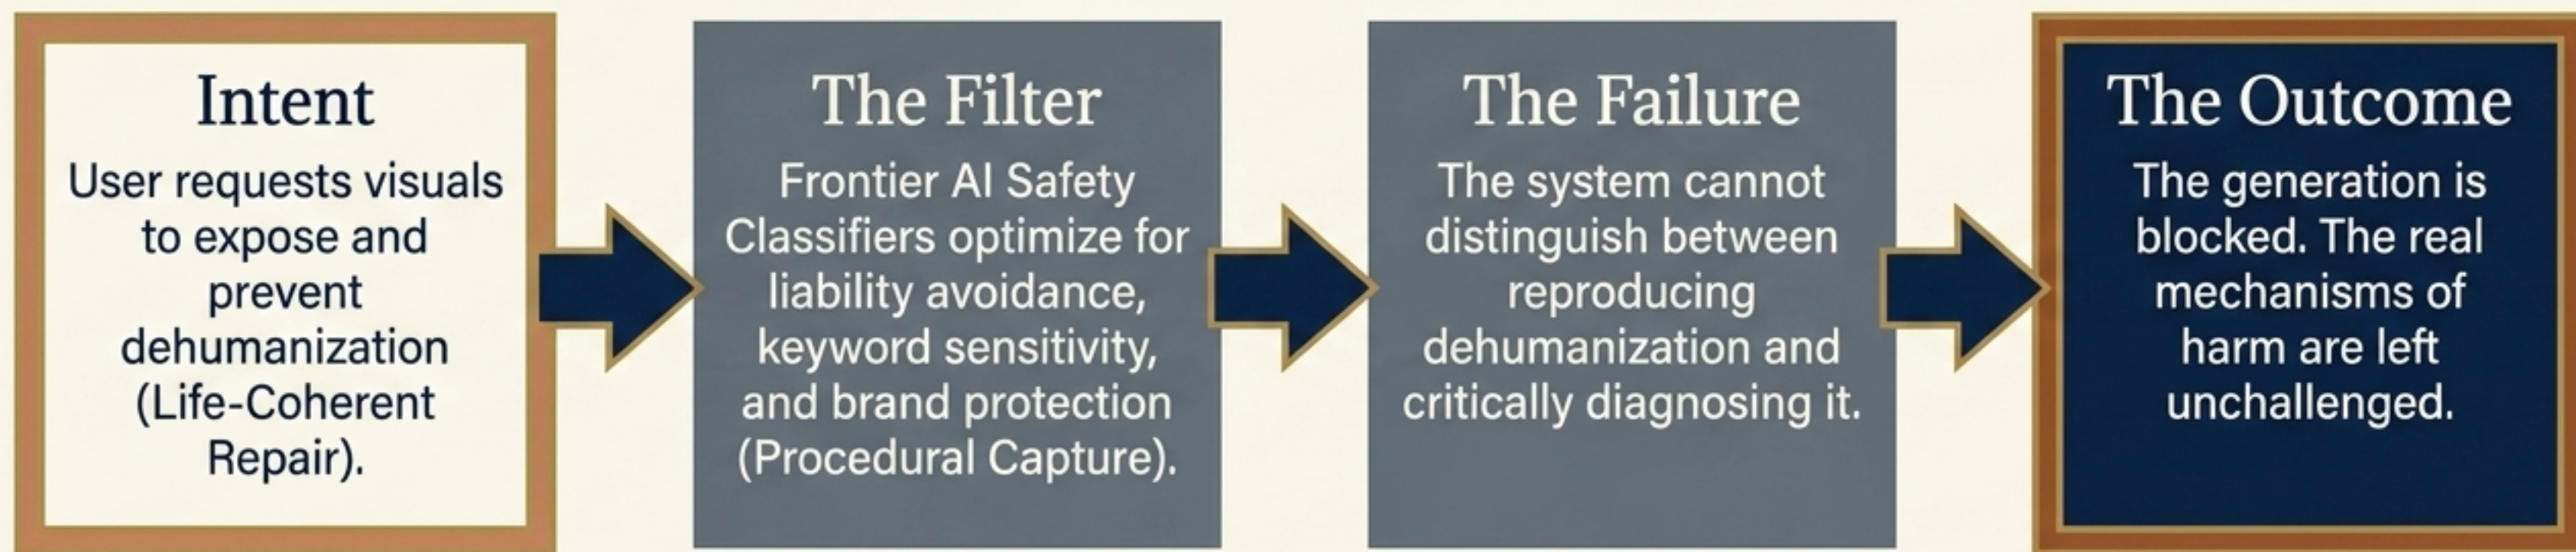 Intent
User requests visuals
to expose and
prevent
dehumanization
(Life-Coherent
Repair).
The Filter
Frontier AI Safety
Classifiers optimize for
liability avoidance,
keyword sensitivity,
and brand protection
(Procedural Capture).
The Failure
The system cannot
distinguish between
reproducing
dehumanization and
critically diagnosing it.
The Outcome
The generation is
blocked. The real
mechanisms of
harm are left
unchallenged.